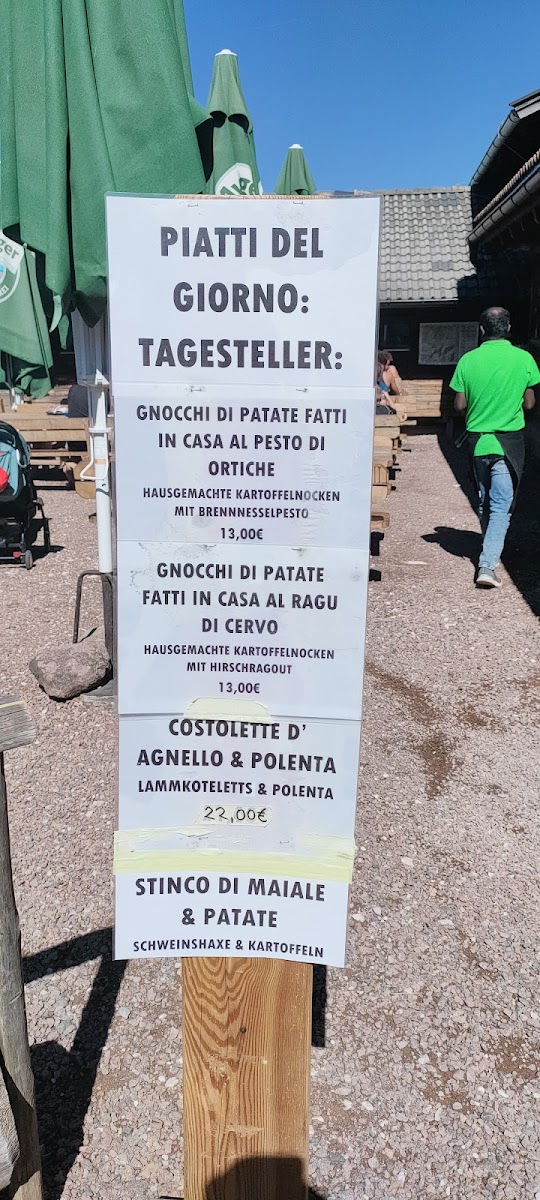 PIATTI DEL
GIORNO:
TAGESTELLER:
GNOCCHI DI PATATE FATTI
IN CASA AL PESTO DI
ORTICHE
HAUSGEMACHTE KARTOFFELNOCKEN
MIT BRENNNESSELPESTO
13,00€
GNOCCHI DI PATATE
FATTI IN CASA AL RAGU
DI CERVO
HAUSGEMACHTE KARTOFFELNOCKEN
MIT HIRSCHRAGOUT
13,00€
COSTOLETTE D'
AGNELLO & POLENTA
LAMMKOTELETTS & POLENTA
22,00€
STINCO DI MAIALE
& PATATE
SCHWEINSHAXE & KARTOFFELN